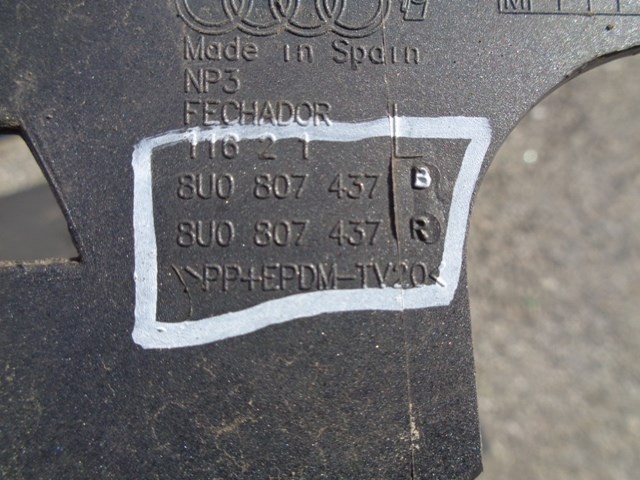 Made in Spain
NP3
FECHADOR
116 2 1 L
8U0 807 437 B
8U0 807 437 R
>PP+EPDM-TV20<